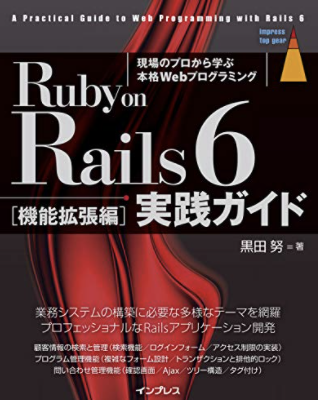 A Practical Guide to Web Programming with Rails 6
impress
top gear
現場のプロから学ぶ
本格Webプログラミング
Ruby on
Rails 6
[機能拡張編]実践ガイド
黒田 努=著
業務システムの構築に必要な多様なテーマを網羅
プロフェッショナルなRailsアプリケーション開発
顧客情報の検索と管理(検索機能/ログインフォーム/アクセス制限の実装)
プログラム管理機能(複雑なフォーム設計/トランザクションと排他的ロック)
問い合わせ管理機能(確認画面/Ajax/ツリー構造/タグ付け)
インプレス